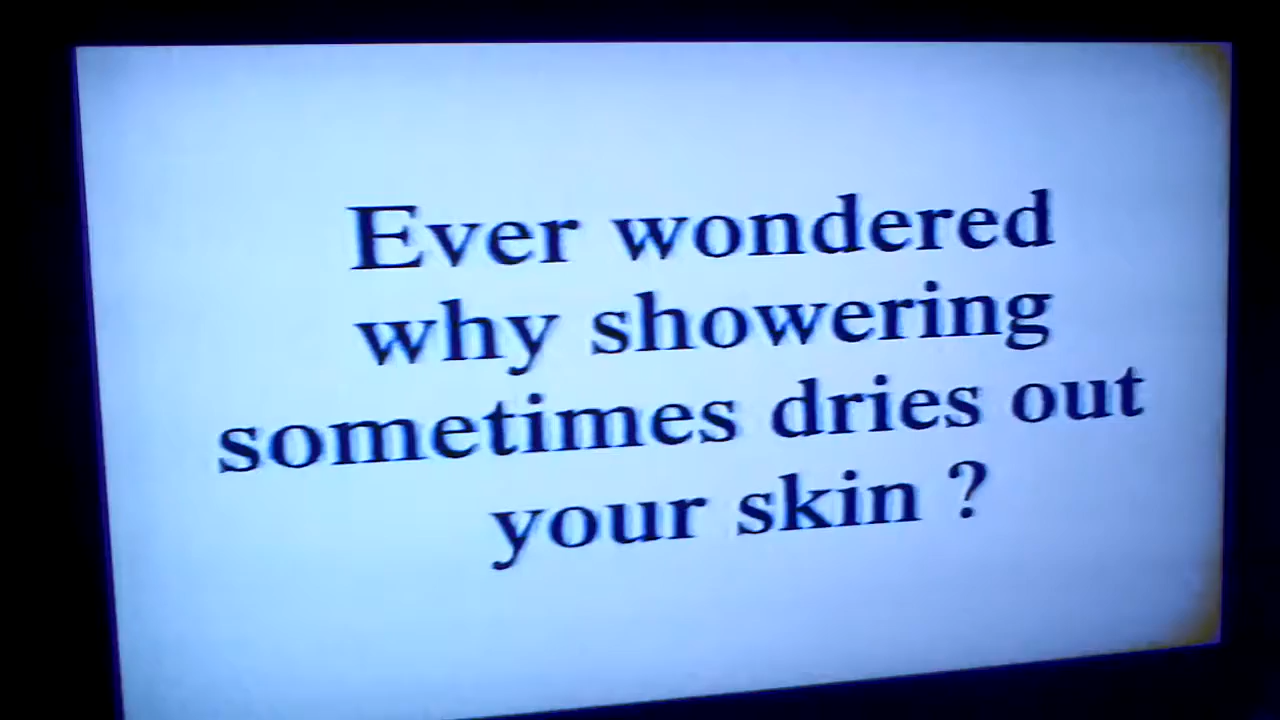 Ever wondered
why showering
sometimes dries out
your skin ?